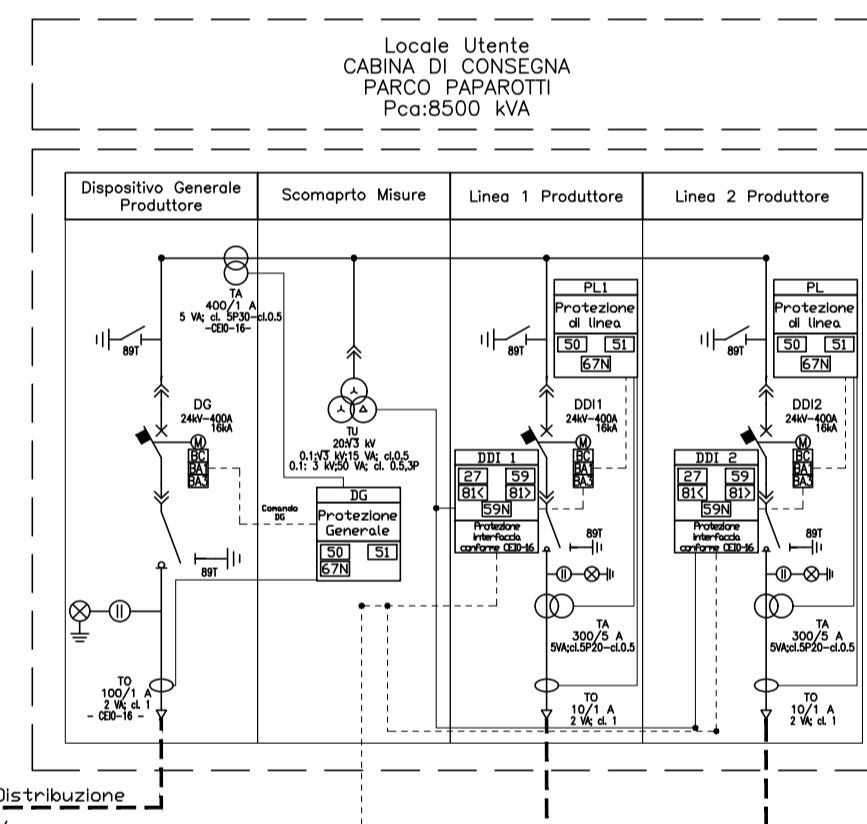 Locale Utente
CABINA DI CONSEGNA
PARCO PAPAROTTI
Pca:8500 kVA
Dispositivo Generale
Produttore
Scomaprto Misure
Linea 1 Produttore
Linea 2 Produttore
TA
400/1 A
5 VA; cl. 5P30-cl.0.5
-CEI0-16-
89T
DG
24kV-400A
16kA
M
BC
BA1
BA3
89T
TO
100/1 A
2 VA; cl. 1
- CEI0-16 -
TU
20:√3 kV
0.1:√3 kV;15 VA; cl.0.5
0.1: 3 kV;50 VA; cl. 0.5,3P
Comando
DG
DG
Protezione
Generale
50 51
67N
PL1
Protezione
di linea
50 51
67N
89T
DDI1
24kV-400A
16kA
M
BC
BA1
BA3
DDI 1
27 59
81< 81>
59N
Protezione
Interfaccia
conforme CEI0-16
89T
TA
300/5 A
5VA;cl.5P20-cl.0.5
TO
10/1 A
2 VA; cl. 1
PL
Protezione
di linea
50 51
67N
89T
DDI2
24kV-400A
16kA
M
BC
BA1
BA3
DDI 2
27 59
81< 81>
59N
Protezione
Interfaccia
conforme CEI0-16
89T
TA
300/5 A
5VA;cl.5P20-cl.0.5
TO
10/1 A
2 VA; cl. 1
Distribuzione